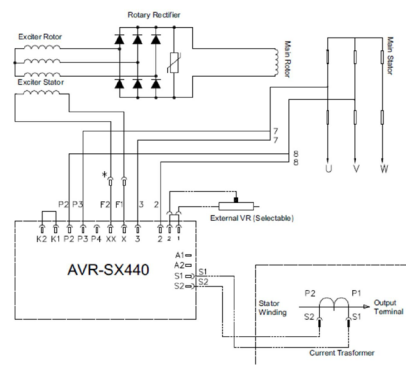 Rotary Rectifier
Exciter Rotor
Exciter Stator
Main Rotor
Main Stator
7
7
8
8
U V W
* P2 P3 F2 F1 3 2
External VR (Selectable)
K2 K1 P2 P3 P4 XX X 3 2 2 1
AVR-SX440
A1
A2
S1
S2
S1
S2
P2 P1
Stator Winding
Output Terminal
S2 S1
Current Trasformer